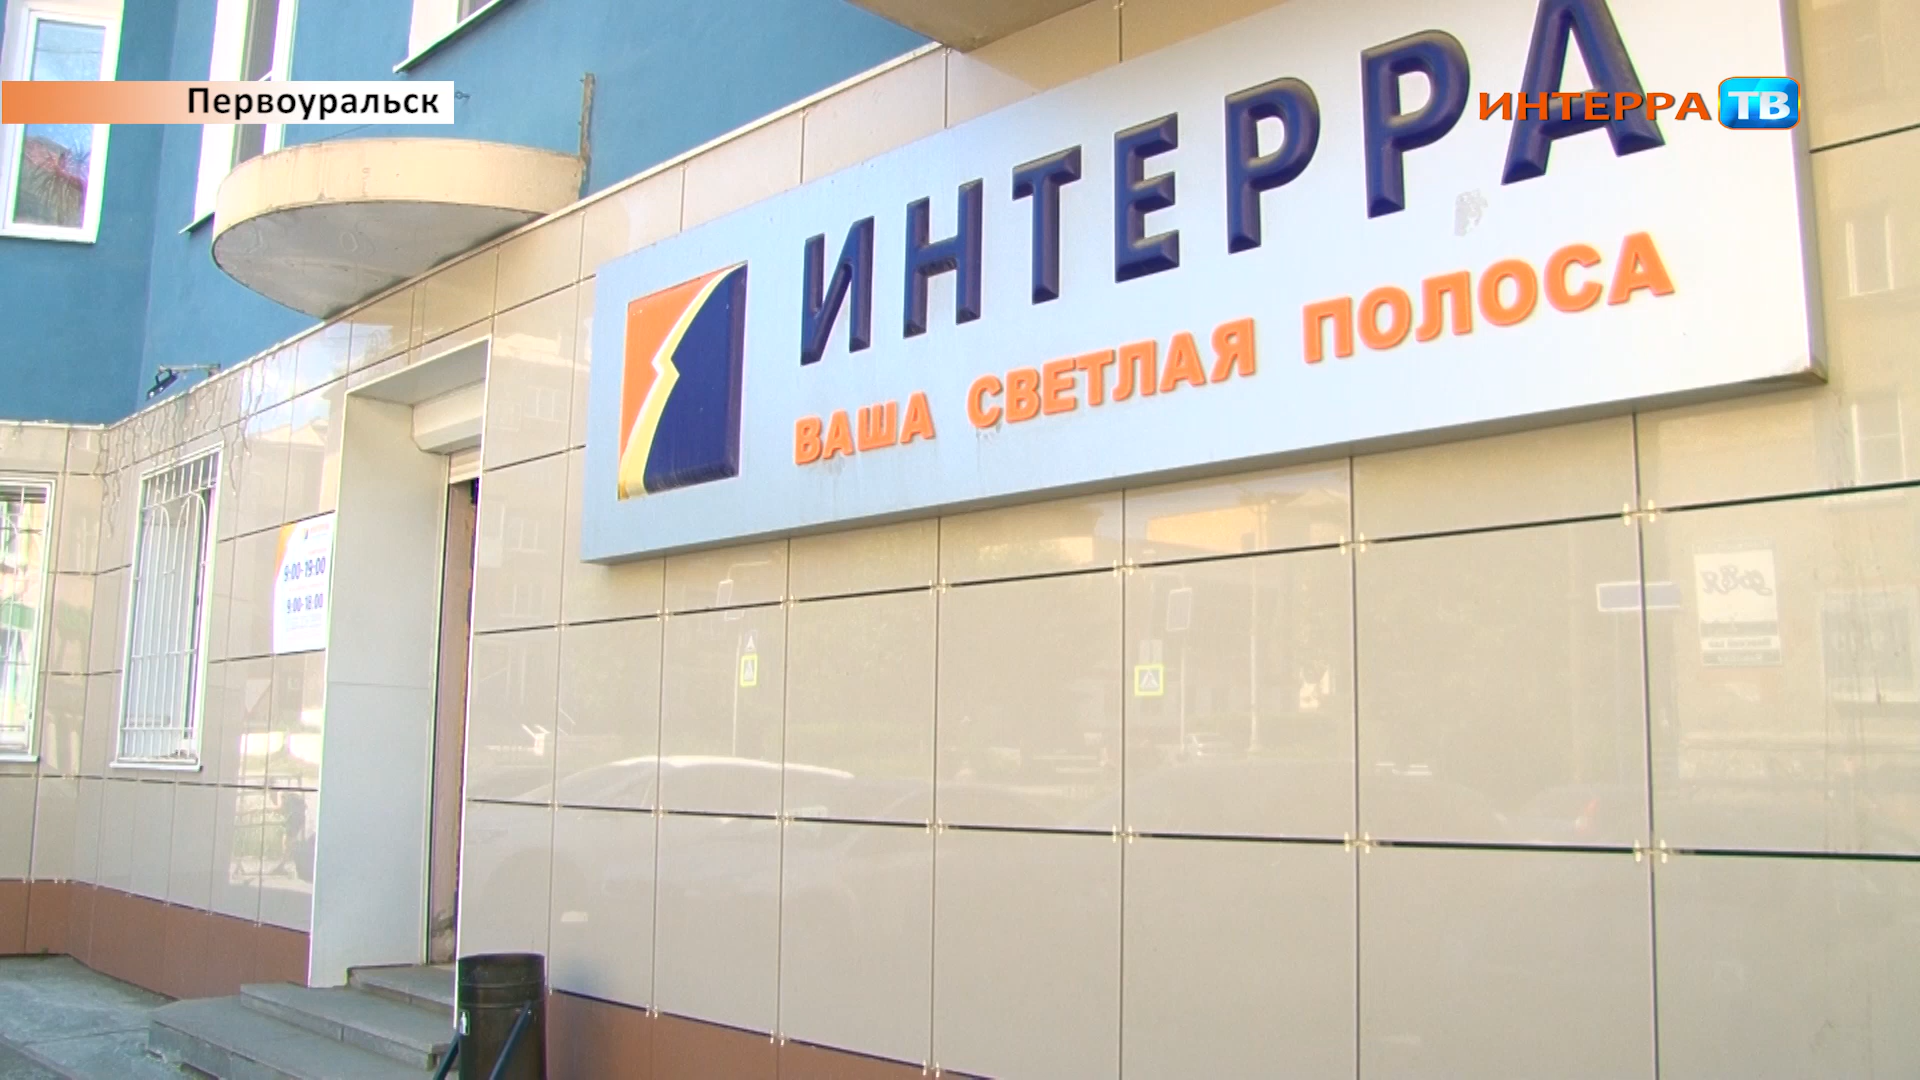 Первоуральск
ИНТЕРРА ТВ
ИНТЕРРА
ВАША СВЕТЛАЯ ПОЛОСА
9:00-19:00
9:00-18:00